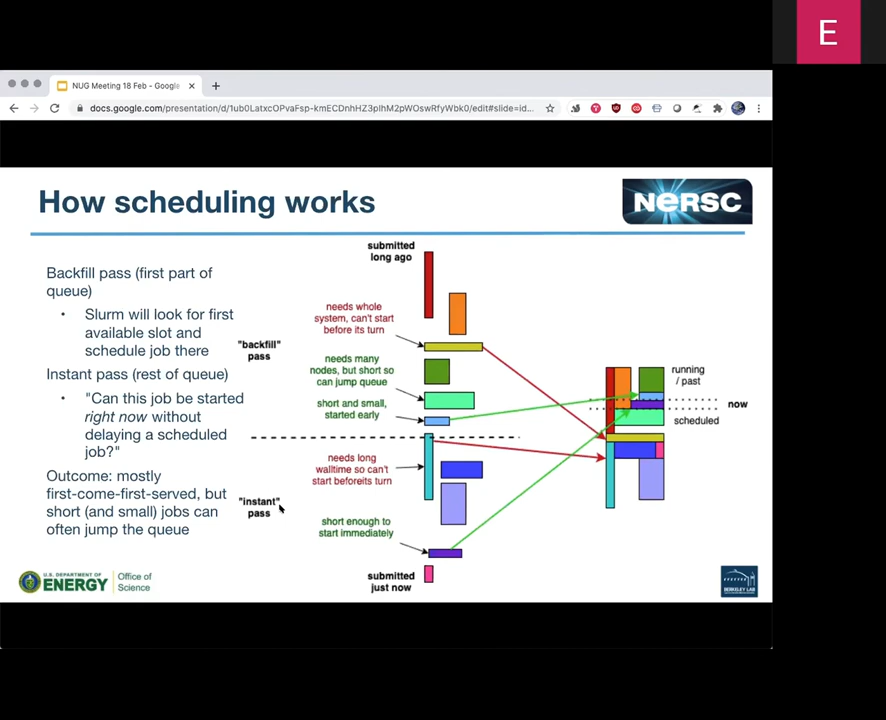 E
NUG Meeting 18 Feb - Google
docs.google.com/presentation/d/1ub0LatxcOPvaFsp-kmECDnhHZ3pIhM2pWOswRfyWbk0/edit#slide=id...
How scheduling works
NERSC
Backfill pass (first part of
queue)
• Slurm will look for first
available slot and
schedule job there
Instant pass (rest of queue)
• "Can this job be started
right now without
delaying a scheduled
job?"
Outcome: mostly
first-come-first-served, but
short (and small) jobs can
often jump the queue
submitted
long ago
needs whole
system, can't start
before its turn
"backfill"
pass
needs many
nodes, but short so
can jump queue
short and small,
started early
needs long
walltime so can't
start beforeits turn
"instant"
pass
short enough to
start immediately
submitted
just now
running
/ past
now
scheduled
U.S. DEPARTMENT OF
ENERGY
Office of
Science
BERKELEY LAB